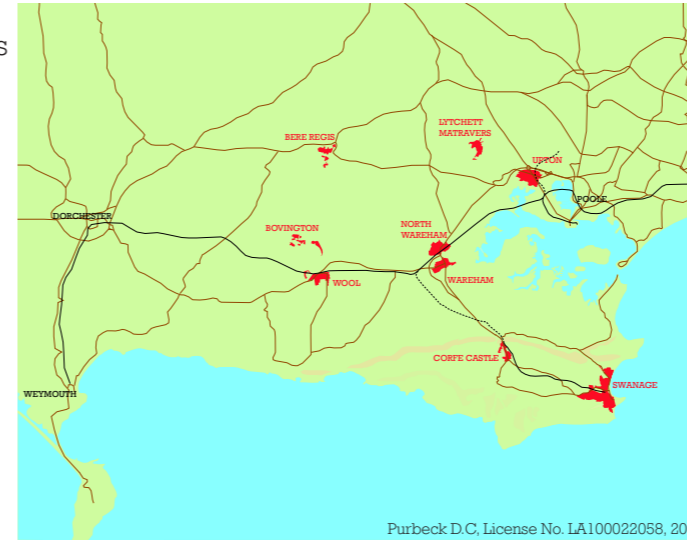 S
LYTCHETT
MATRAVERS
BERE REGIS
UPTON
POOLE
DORCHESTER
BOVINGTON
NORTH
WAREHAM
WOOL
WAREHAM
CORFE CASTLE
SWANAGE
WEYMOUTH
Purbeck D.C, License No. LA100022058, 20